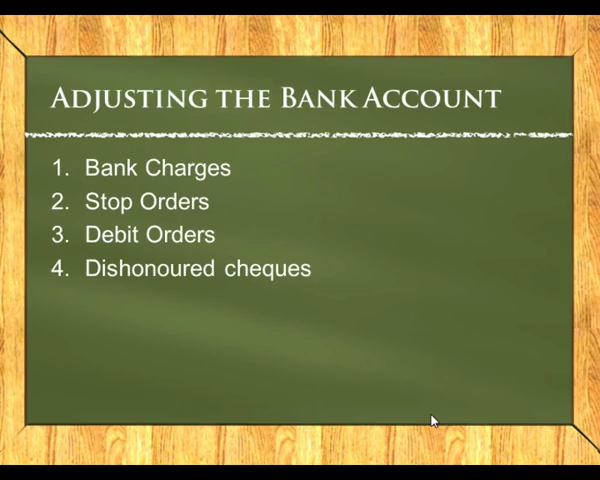 Adjusting the Bank Account
1. Bank Charges
2. Stop Orders
3. Debit Orders
4. Dishonoured cheques